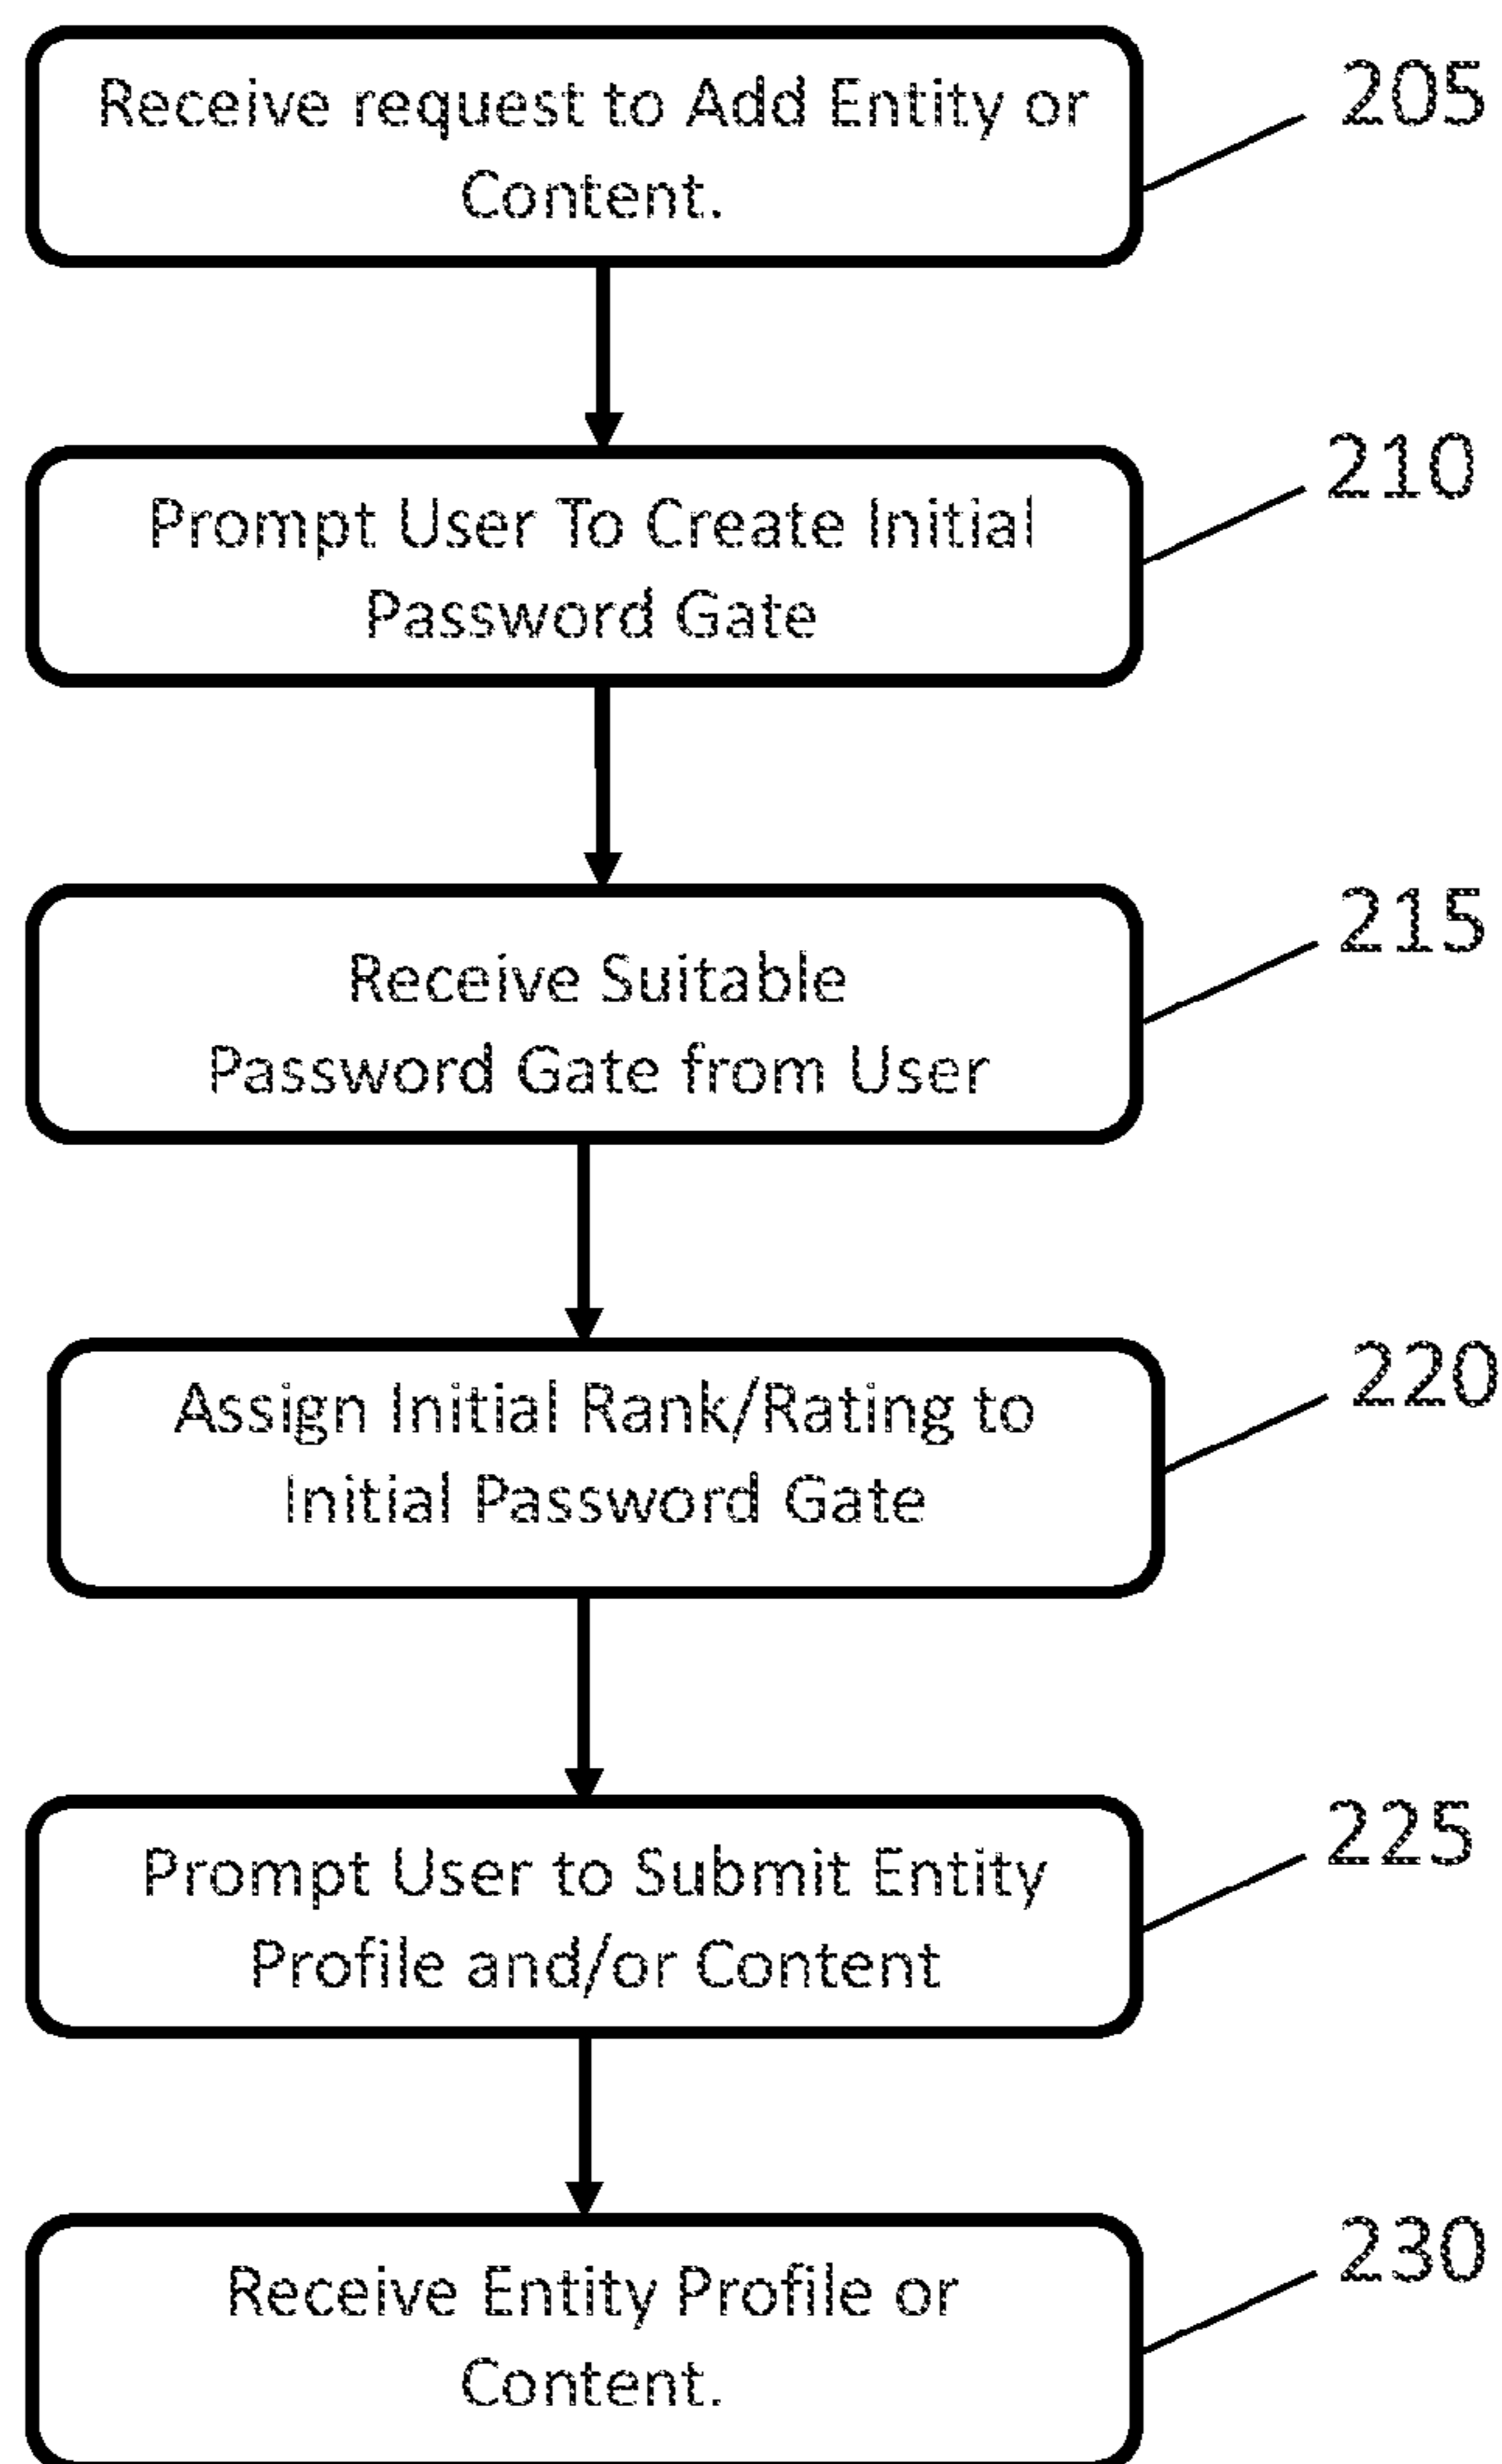 Receive request to Add Entity or
Content.
205
Prompt User To Create Initial
Password Gate
210
Receive Suitable
Password Gate from User
215
Assign Initial Rank/Rating to
Initial Password Gate
220
Prompt User to Submit Entity
Profile and/or Content
225
Receive Entity Profile or
Content.
230